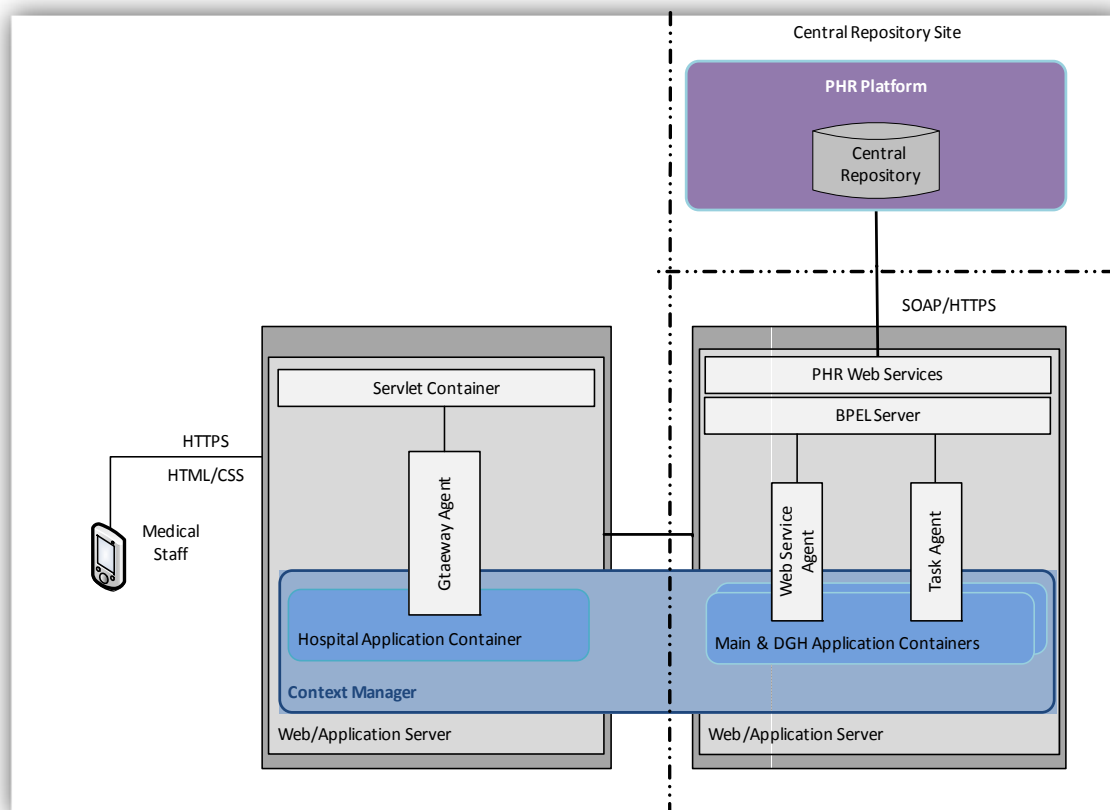 Central Repository Site
PHR Platform
Central
Repository
SOAP/HTTPS
Servlet Container
PHR Web Services
BPEL Server
HTTPS
HTML/CSS
Medical
Staff
Gtaeway Agent
Web Service
Agent
Task Agent
Hospital Application Container
Main & DGH Application Containers
Context Manager
Web/Application Server
Web/Application Server